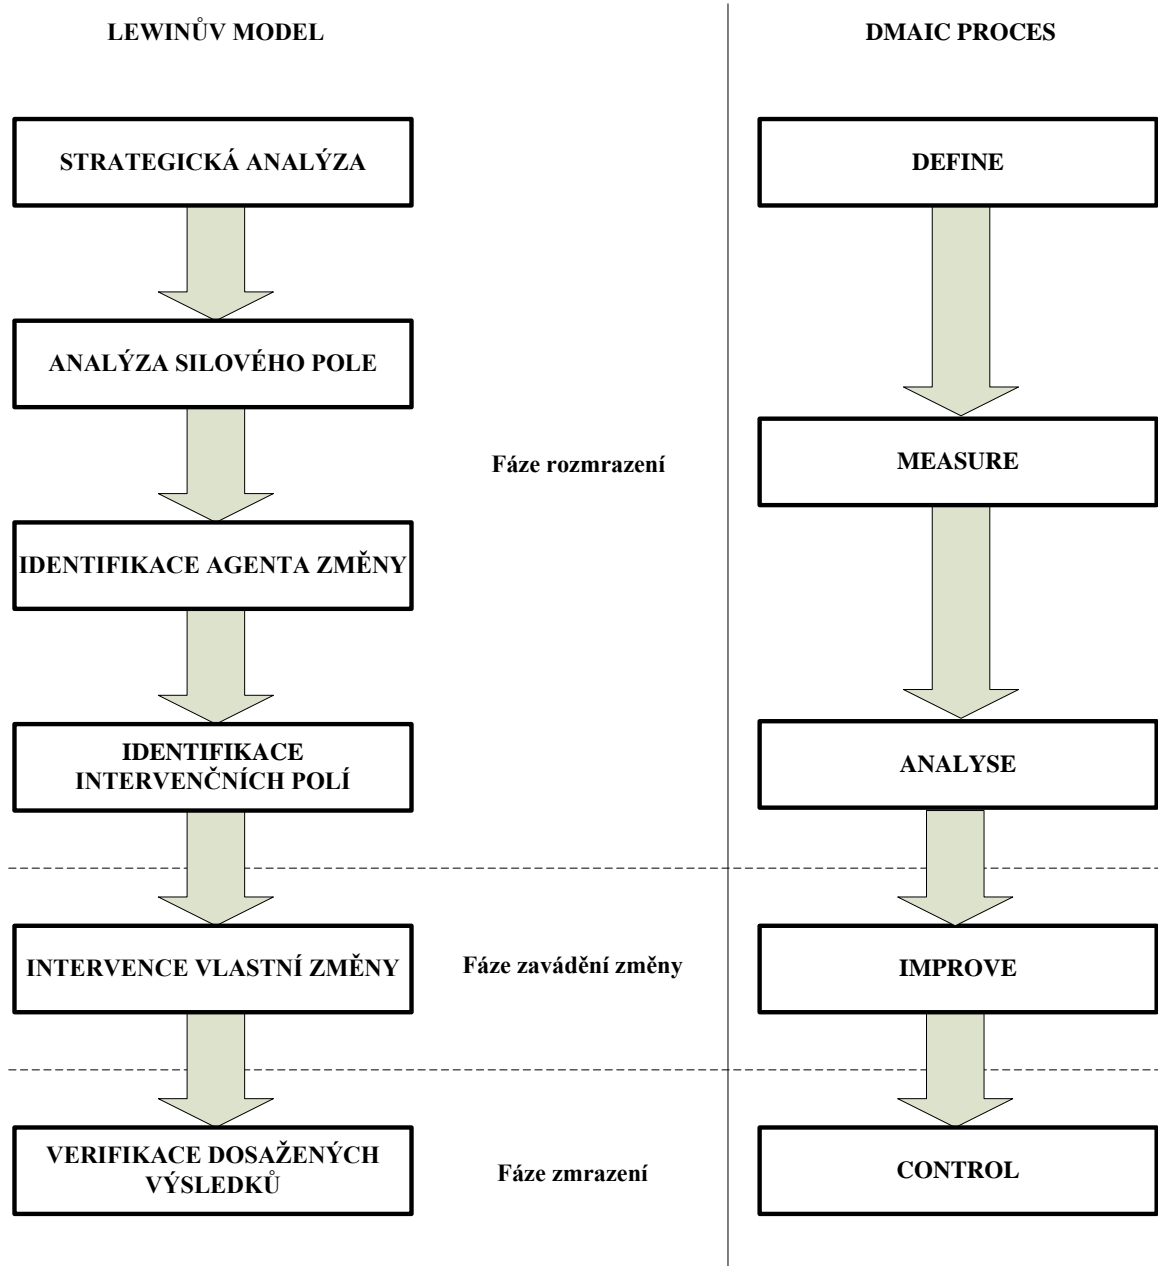 LEWINŮV MODEL
DMAIC PROCES
STRATEGICKÁ ANALÝZA
DEFINE
ANALÝZA SILOVÉHO POLE
Fáze rozmrazení
MEASURE
IDENTIFIKACE AGENTA ZMĚNY
IDENTIFIKACE
INTERVENČNÍCH POLÍ
ANALYSE
INTERVENCE VLASTNÍ ZMĚNY
Fáze zavádění změny
IMPROVE
VERIFIKACE DOSAŽENÝCH
VÝSLEDKŮ
Fáze zmrazení
CONTROL